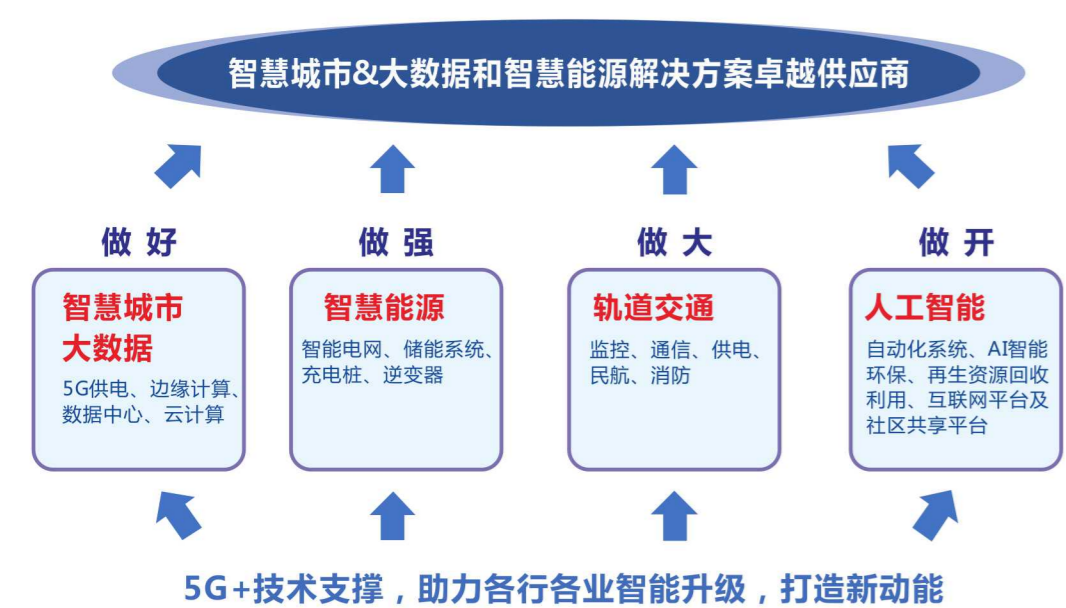 智慧城市&大数据和智慧能源解决方案卓越供应商
做好
做强
做大
做开
智慧城市
大数据
5G供电、边缘计算、
数据中心、云计算
智慧能源
智能电网、储能系统、
充电桩、逆变器
轨道交通
监控、通信、供电、
民航、消防
人工智能
自动化系统、AI智能
环保、再生资源回收
利用、互联网平台及
社区共享平台
5G+技术支撑，助力各行各业智能升级，打造新动能